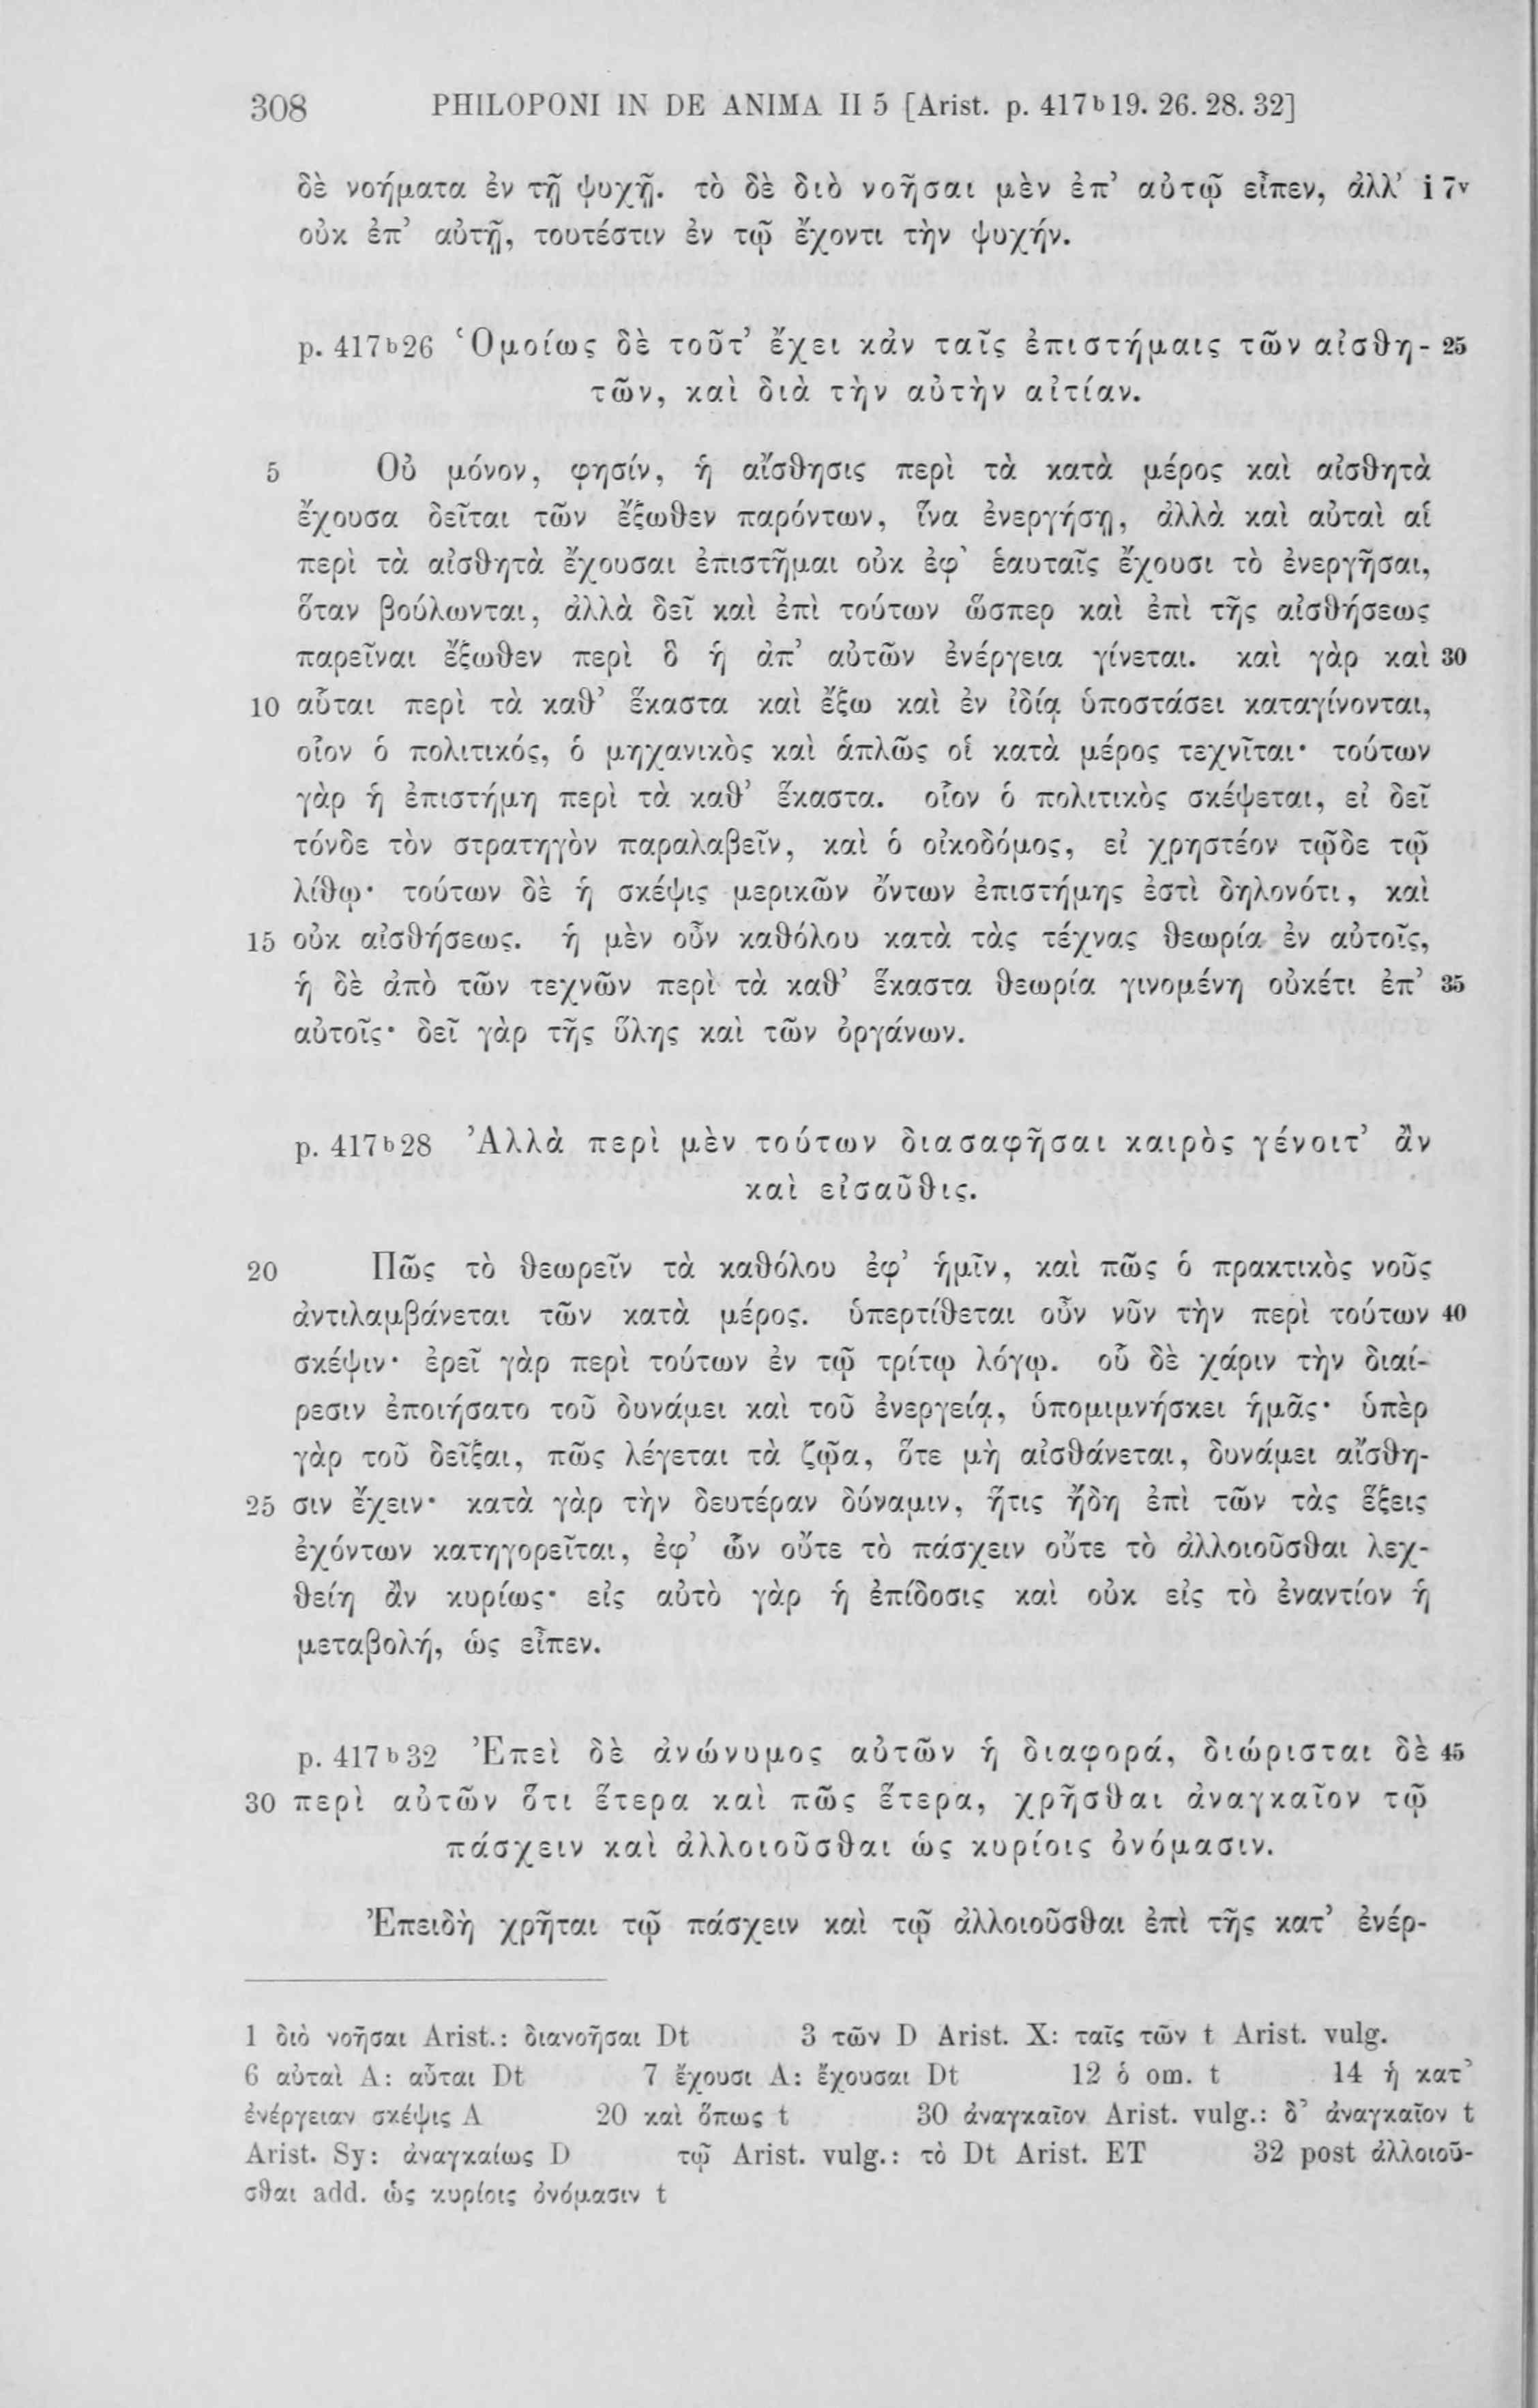 308 PHILOPONI IN DE ANIMA II 5 [Arist. p. 417b19. 26. 28. 32]
δὲ νοήματα ἐν τῇ ψυχῇ. τὸ δὲ διὸ νοῆσαι μὲν ἐπ’ αὐτῷ εἶπεν, ἀλλ’ i 7v
οὐκ ἐπ’ αὐτῇ, τουτέστιν ἐν τῷ ἔχοντι τὴν ψυχήν.
p. 417b26 Ὁμοίως δὲ τοῦτ’ ἔχει κἀν ταῖς ἐπιστήμαις τῶν αἰσθη- 25
τῶν, καὶ διὰ τὴν αὐτὴν αἰτίαν.
5 Οὐ μόνον, φησίν, ἡ αἴσθησις περὶ τὰ κατὰ μέρος καὶ αἰσθητὰ
ἔχουσα δεῖται τῶν ἔξωθεν παρόντων, ἵνα ἐνεργήσῃ, ἀλλὰ καὶ αὐταὶ αἱ
περὶ τὰ αἰσθητὰ ἔχουσαι ἐπιστῆμαι οὐκ ἐφ’ ἑαυταῖς ἔχουσι τὸ ἐνεργῆσαι,
ὅταν βούλωνται, ἀλλὰ δεῖ καὶ ἐπὶ τούτων ὥσπερ καὶ ἐπὶ τῆς αἰσθήσεως
παρεῖναι ἔξωθεν περὶ ὃ ἡ ἀπ’ αὐτῶν ἐνέργεια γίνεται. καὶ γὰρ καὶ 30
10 αὗται περὶ τὰ καθ’ ἕκαστα καὶ ἔξω καὶ ἐν ἰδίᾳ ὑποστάσει καταγίνονται,
οἷον ὁ πολιτικός, ὁ μηχανικὸς καὶ ἁπλῶς οἱ κατὰ μέρος τεχνῖται· τούτων
γὰρ ἡ ἐπιστήμη περὶ τὰ καθ’ ἕκαστα. οἷον ὁ πολιτικὸς σκέψεται, εἰ δεῖ
τόνδε τὸν στρατηγὸν παραλαβεῖν, καὶ ὁ οἰκοδόμος, εἰ χρηστέον τῷδε τῷ
λίθῳ· τούτων δὲ ἡ σκέψις μερικῶν ὄντων ἐπιστήμης ἐστὶ δηλονότι, καὶ
15 οὐκ αἰσθήσεως. ἡ μὲν οὖν καθόλου κατὰ τὰς τέχνας θεωρία ἐν αὐτοῖς,
ἡ δὲ ἀπὸ τῶν τεχνῶν περὶ τὰ καθ’ ἕκαστα θεωρία γινομένη οὐκέτι ἐπ’ 35
αὐτοῖς· δεῖ γὰρ τῆς ὕλης καὶ τῶν ὀργάνων.
p. 417b28 Ἀλλὰ περὶ μὲν τούτων διασαφῆσαι καιρὸς γένοιτ’ ἂν
καὶ εἰσαῦθις.
20 Πῶς τὸ θεωρεῖν τὰ καθόλου ἐφ’ ἡμῖν, καὶ πῶς ὁ πρακτικὸς νοῦς
ἀντιλαμβάνεται τῶν κατὰ μέρος. ὑπερτίθεται οὖν νῦν τὴν περὶ τούτων 40
σκέψιν· ἐρεῖ γὰρ περὶ τούτων ἐν τῷ τρίτῳ λόγῳ. οὗ δὲ χάριν τὴν διαί-
ρεσιν ἐποιήσατο τοῦ δυνάμει καὶ τοῦ ἐνεργείᾳ, ὑπομιμνήσκει ἡμᾶς· ὑπὲρ
γὰρ τοῦ δεῖξαι, πῶς λέγεται τὰ ζῷα, ὅτε μὴ αἰσθάνεται, δυνάμει αἴσθη-
25 σιν ἔχειν· κατὰ γὰρ τὴν δευτέραν δύναμιν, ἥτις ἤδη ἐπὶ τῶν τὰς ἕξεις
ἐχόντων κατηγορεῖται, ἐφ’ ὧν οὔτε τὸ πάσχειν οὔτε τὸ ἀλλοιοῦσθαι λεχ-
θείη ἂν κυρίως· εἰς αὐτὸ γὰρ ἡ ἐπίδοσις καὶ οὐκ εἰς τὸ ἐναντίον ἡ
μεταβολή, ὡς εἶπεν.
p. 417b32 Ἐπεὶ δὲ ἀνώνυμος αὐτῶν ἡ διαφορά, διώρισται δὲ 45
30 περὶ αὐτῶν ὅτι ἕτερα καὶ πῶς ἕτερα, χρῆσθαι ἀναγκαῖον τῷ
πάσχειν καὶ ἀλλοιοῦσθαι ὡς κυρίοις ὀνόμασιν.
Ἐπειδὴ χρῆται τῷ πάσχειν καὶ τῷ ἀλλοιοῦσθαι ἐπὶ τῆς κατ’ ἐνέρ-
1 διὸ νοῆσαι Arist.: διανοῆσαι Dt 3 τῶν D Arist. X: ταῖς τῶν t Arist. vulg.
6 αὐταὶ A: αὗται Dt 7 ἔχουσι A: ἔχουσαι Dt 12 ὁ om. t 14 ἡ κατ’
ἐνέργειαν σκέψις A 20 καὶ ὅπως t 30 ἀναγκαῖον Arist. vulg.: δ’ ἀναγκαῖον t
Arist. Sy: ἀναγκαίως D τῷ Arist. vulg.: τὸ Dt Arist. ET 32 post ἀλλοιοῦ-
σθαι add. ὡς κυρίοις ὀνόμασιν t